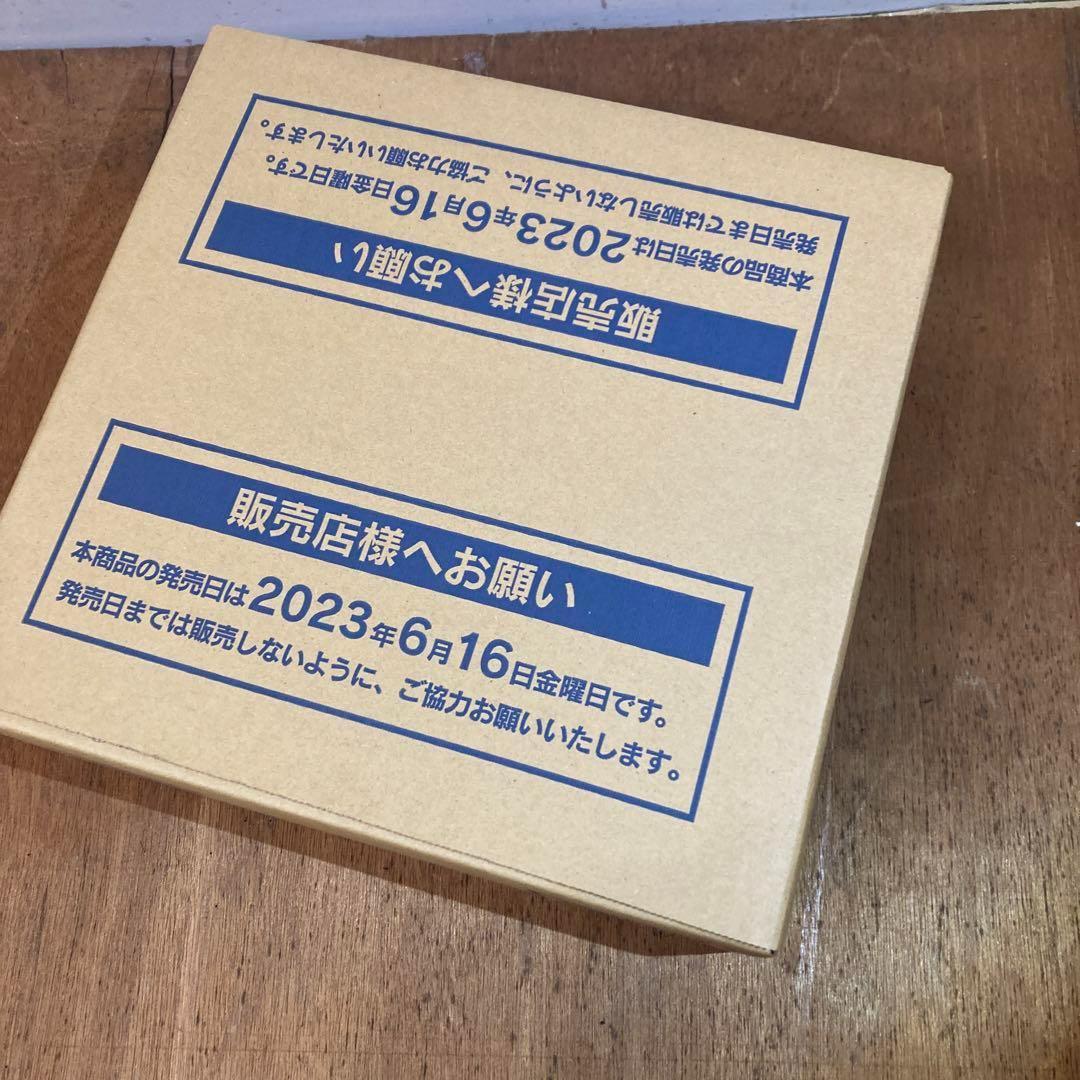 販売店様へお願い
本商品の発売日は2023年6月16日金曜日です。
発売日までは販売しないように、ご協力お願いいたします。
販売店様へお願い
本商品の発売日は2023年6月16日金曜日です。
発売日までは販売しないように、ご協力お願いいたします。